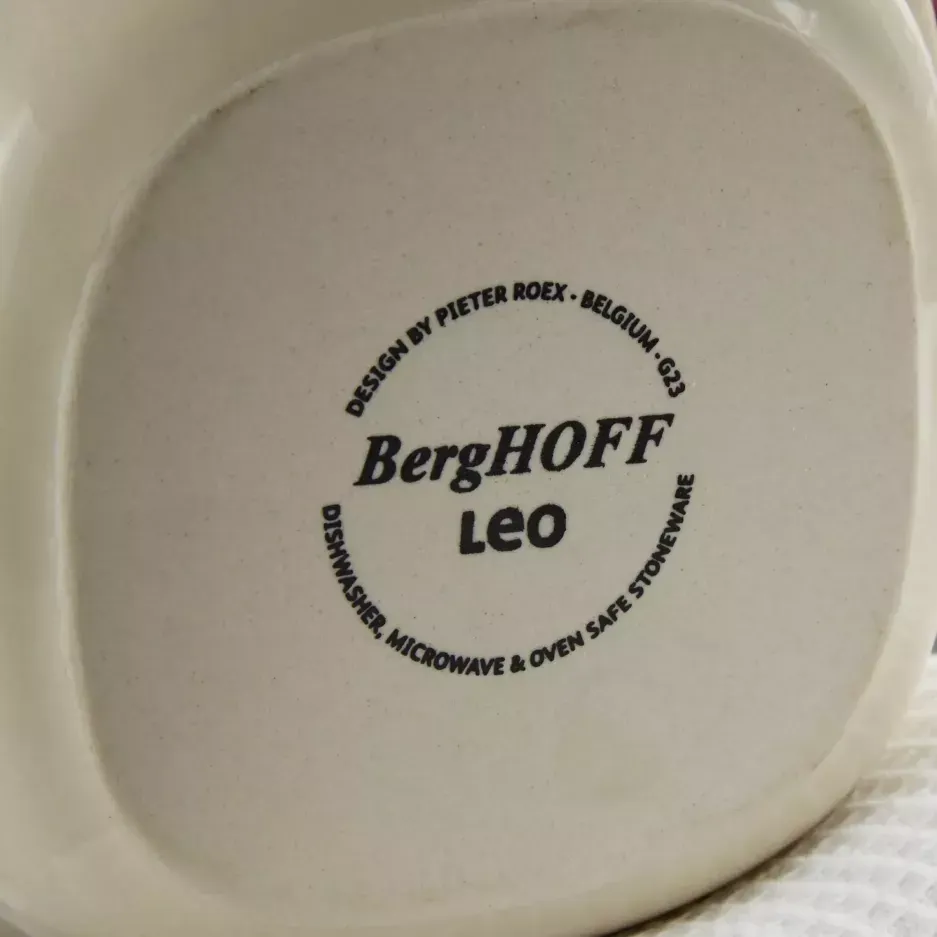 DESIGN BY PIETER ROEX · BELGIUM · G23
BergHOFF
Leo
DISHWASHER, MICROWAVE & OVEN SAFE STONEWARE